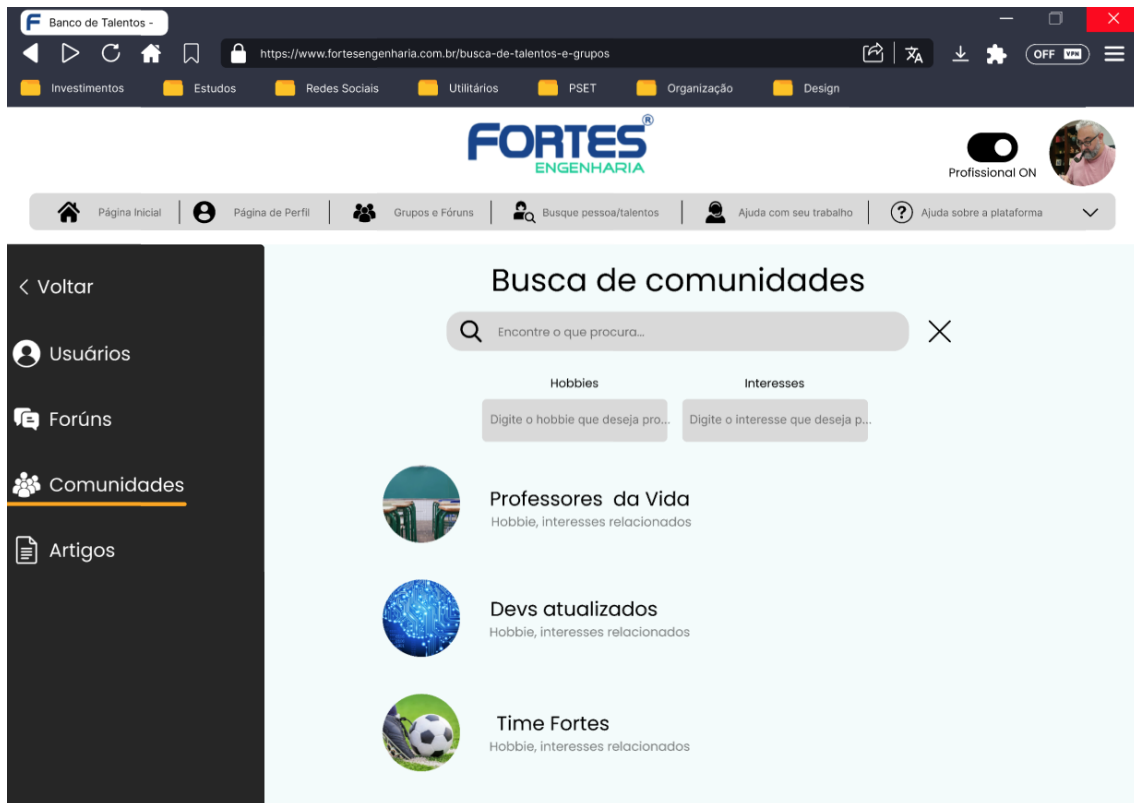 Banco de Talentos -
https://www.fortesengenharia.com.br/busca-de-talentos-e-grupos
OFF VPN
Investimentos Estudos Redes Sociais Utilitários PSET Organização Design
FORTES®
ENGENHARIA
Profissional ON
Página Inicial Página de Perfil Grupos e Fóruns Busque pessoa/talentos Ajuda com seu trabalho Ajuda sobre a plataforma
Voltar
Usuários
Forúns
Comunidades
Artigos
Busca de comunidades
Encontre o que procura...
Hobbies Interesses
Digite o hobbie que deseja pro... Digite o interesse que deseja p...
Professores da Vida
Hobbie, interesses relacionados
Devs atualizados
Hobbie, interesses relacionados
Time Fortes
Hobbie, interesses relacionados